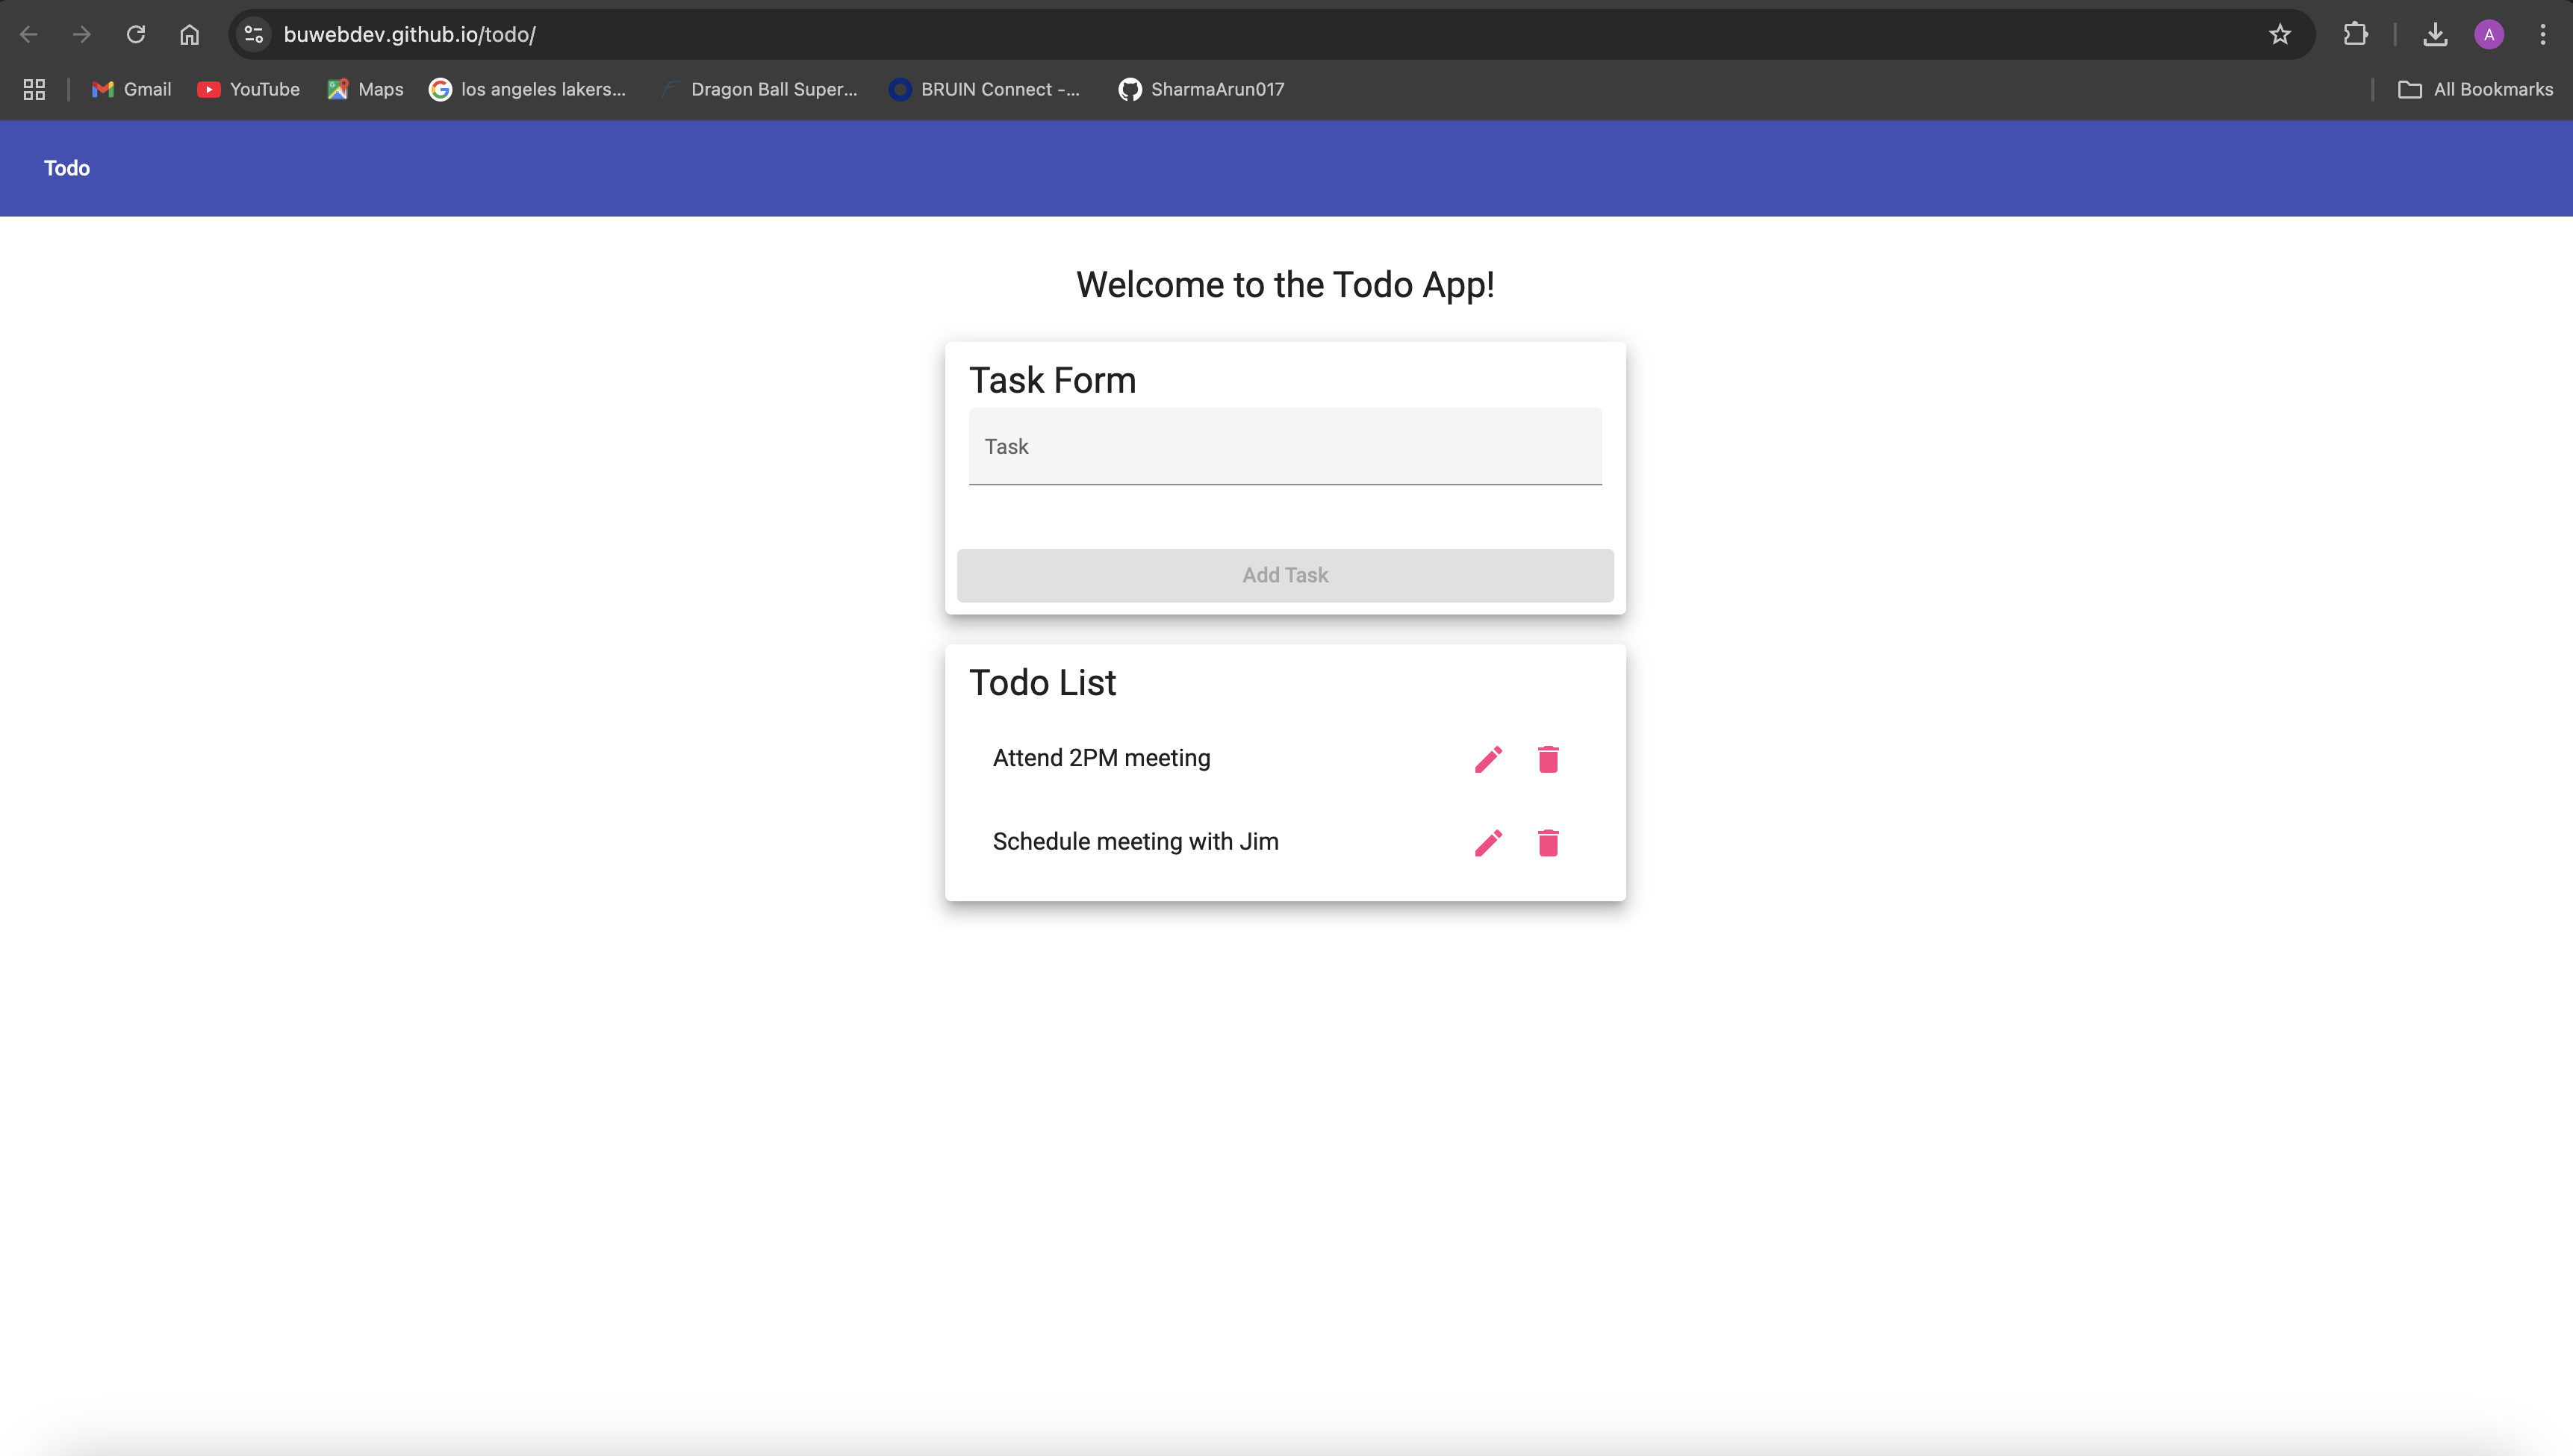 buwebdev.github.io/todo/
A
Gmail YouTube Maps los angeles lakers... Dragon Ball Super... BRUIN Connect -... SharmaArun017 All Bookmarks
Todo
Welcome to the Todo App!
Task Form
Task
Add Task
Todo List
Attend 2PM meeting
Schedule meeting with Jim